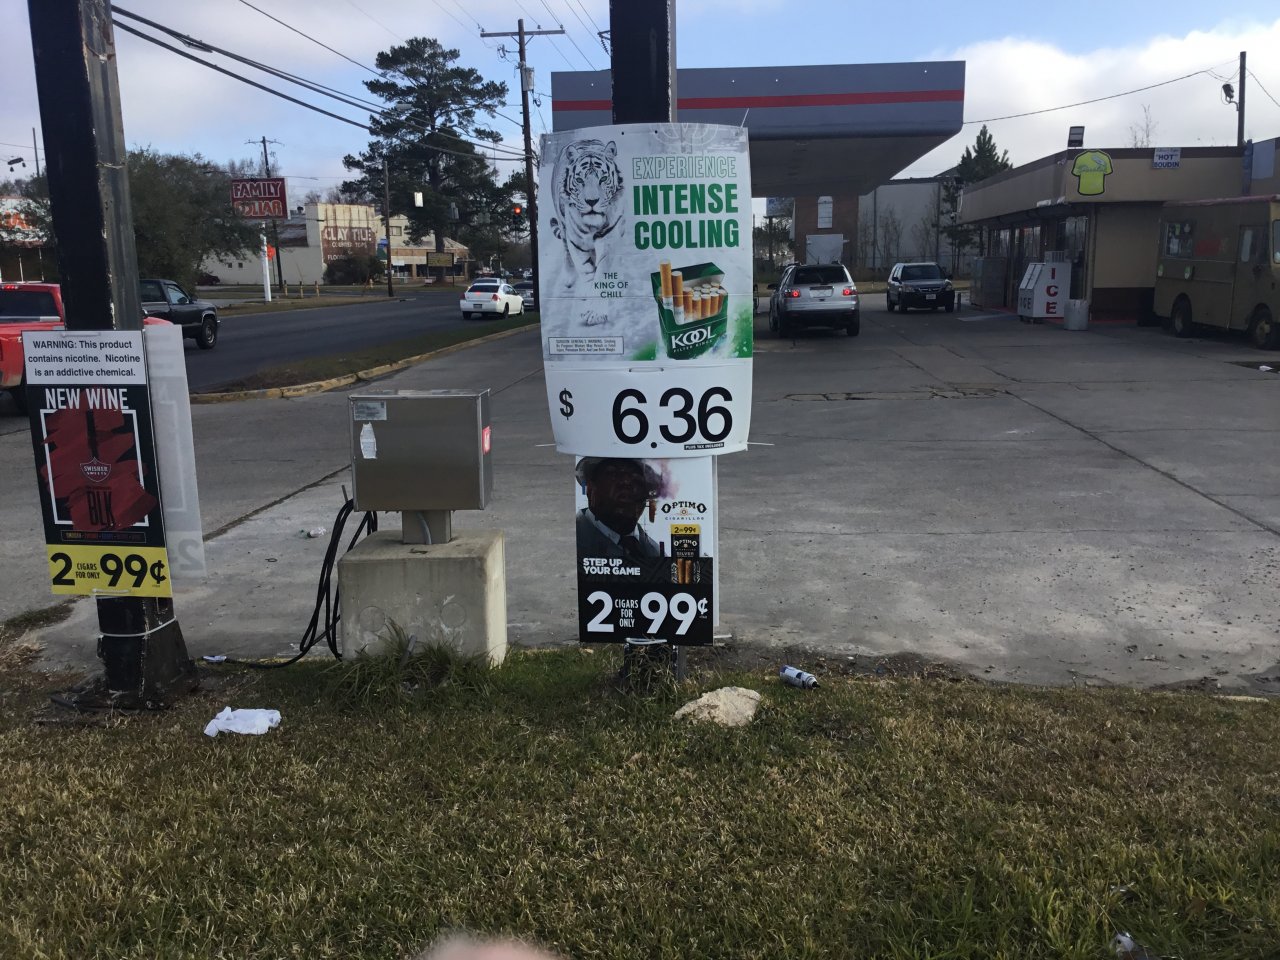 FAMILY
DOLLAR
CLAY TILE
HOT
BOUDIN
ICE
WARNING: This product
contains nicotine. Nicotine
is an addictive chemical.
NEW WINE
SWISHER
SWEETS
BLK
2 CIGARS
FOR ONLY 99¢
EXPERIENCE
INTENSE
COOLING
THE
KING OF
CHILL
KOOL
$ 6.36
PLUS TAX INCLUDED
OPTIMO
CIGARILLOS
2 99¢
OPTIMO
SILVER
STEP UP
YOUR GAME
2 CIGARS
FOR
ONLY 99¢